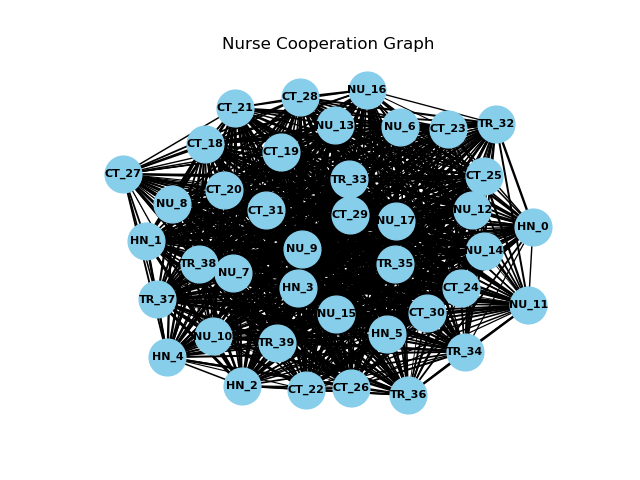 Nurse Cooperation Graph
NU_16
CT_28
CT_21
NU_13
NU_6
CT_23
TR_32
CT_18
CT_19
CT_27
TR_33
CT_25
CT_20
NU_8
CT_31
CT_29
NU_17
NU_12
HN_0
HN_1
NU_9
NU_14
TR_38
NU_7
TR_35
HN_3
CT_24
TR_37
NU_11
NU_15
CT_30
NU_10
TR_39
HN_5
HN_4
TR_34
HN_2
CT_22
CT_26
TR_36